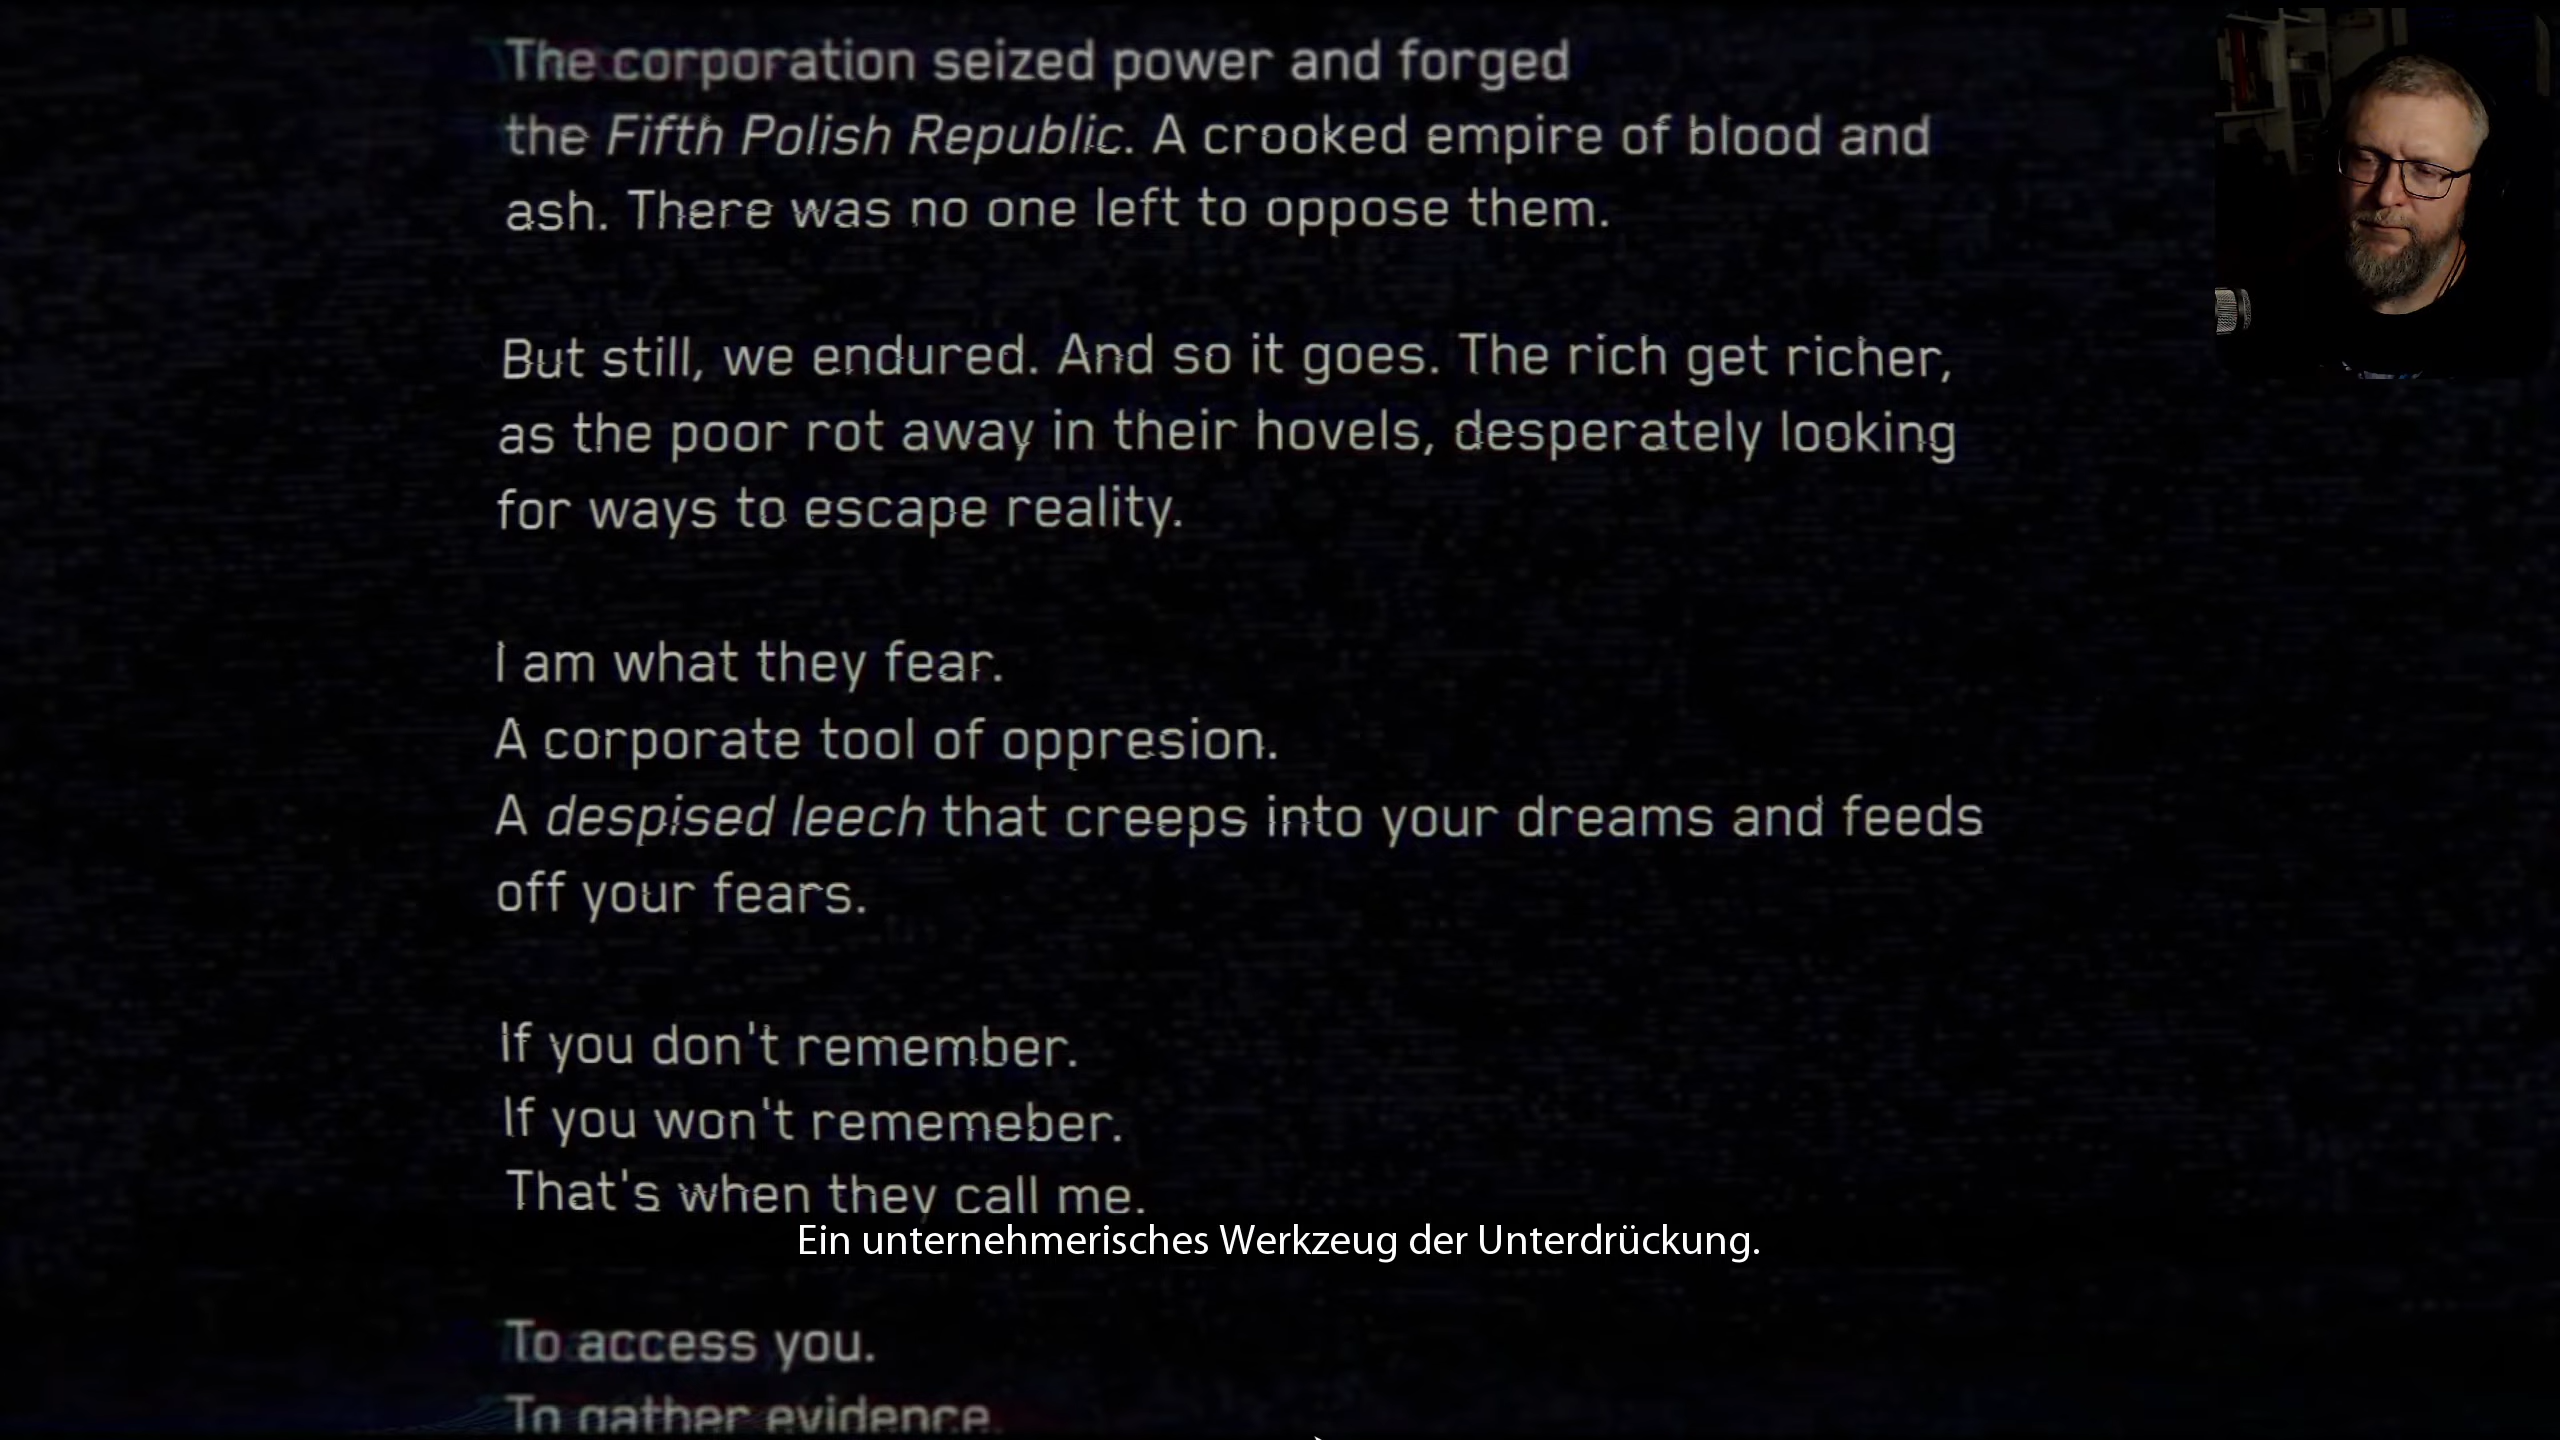 The corporation seized power and forged
the Fifth Polish Republic. A crooked empire of blood and
ash. There was no one left to oppose them.
But still, we endured. And so it goes. The rich get richer,
as the poor rot away in their hovels, desperately looking
for ways to escape reality.
I am what they fear.
A corporate tool of oppresion.
A despised leech that creeps into your dreams and feeds
off your fears.
If you don't remember.
If you won't rememeber.
That's when they call me.
Ein unternehmerisches Werkzeug der Unterdrückung.
To access you.
To gather evidence.